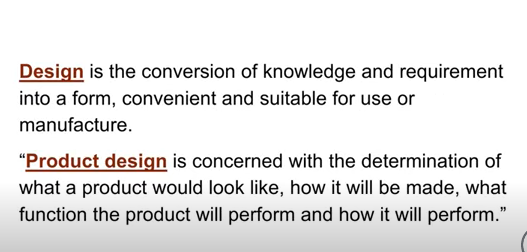 Design is the conversion of knowledge and requirement
into a form, convenient and suitable for use or
manufacture.
“Product design is concerned with the determination of
what a product would look like, how it will be made, what
function the product will perform and how it will perform.”